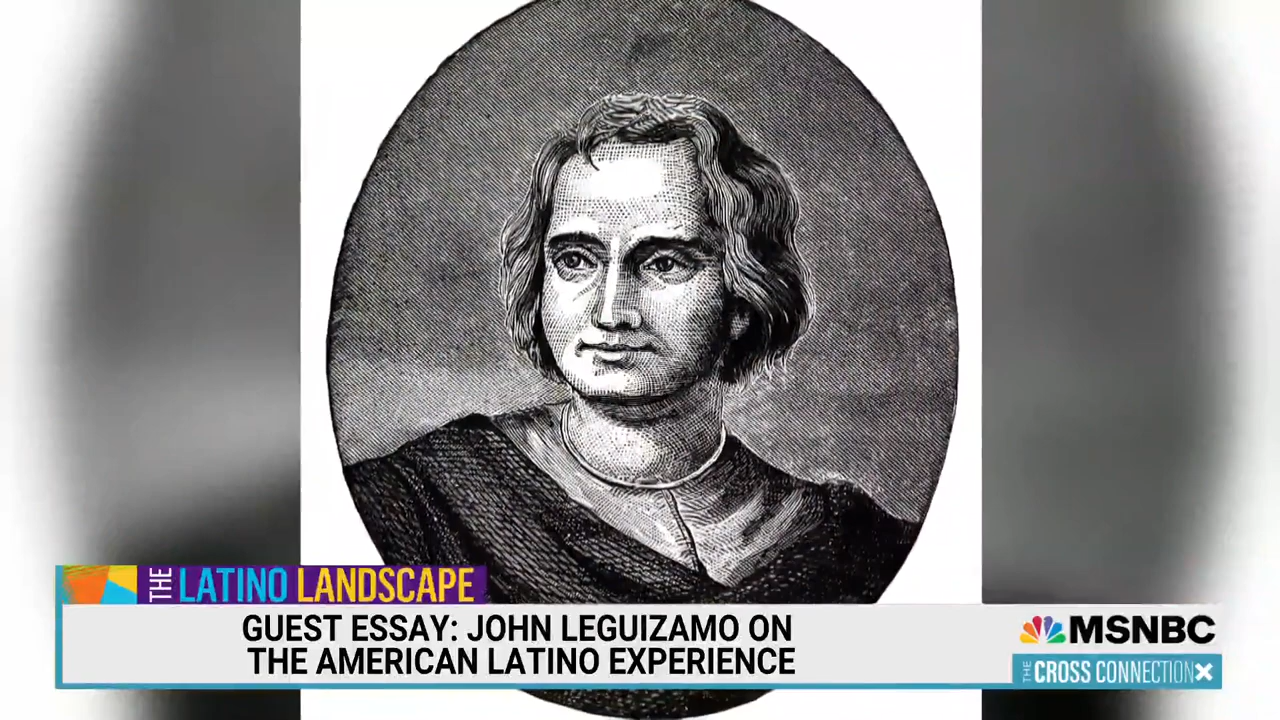 THE LATINO LANDSCAPE
GUEST ESSAY: JOHN LEGUIZAMO ON
THE AMERICAN LATINO EXPERIENCE
MSNBC
THE CROSS CONNECTION